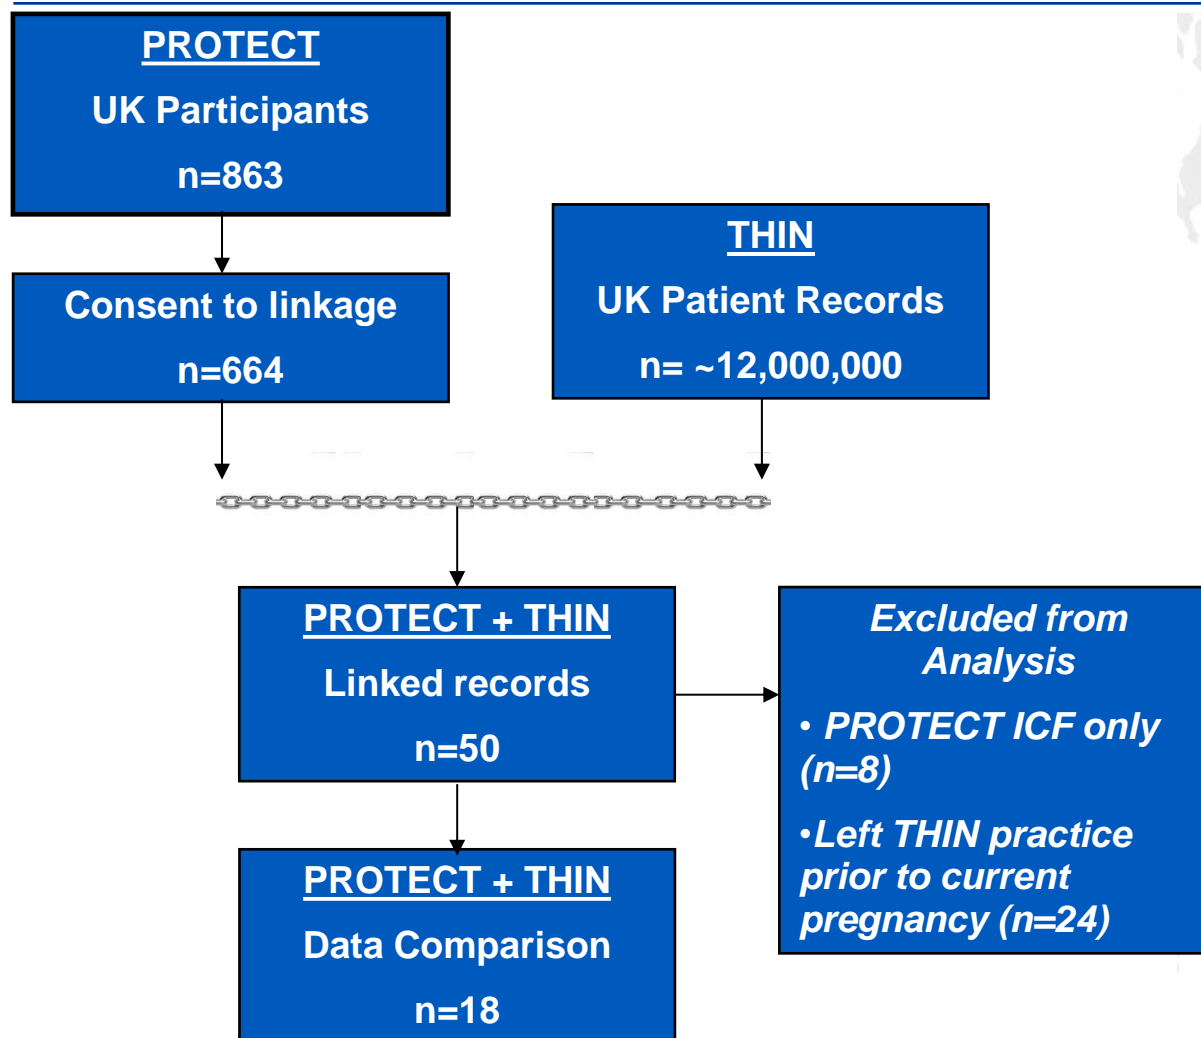 PROTECT
UK Participants
n=863
Consent to linkage
n=664
THIN
UK Patient Records
n= ~12,000,000
PROTECT + THIN
Linked records
n=50
Excluded from
Analysis
• PROTECT ICF only
(n=8)
•Left THIN practice
prior to current
pregnancy (n=24)
PROTECT + THIN
Data Comparison
n=18